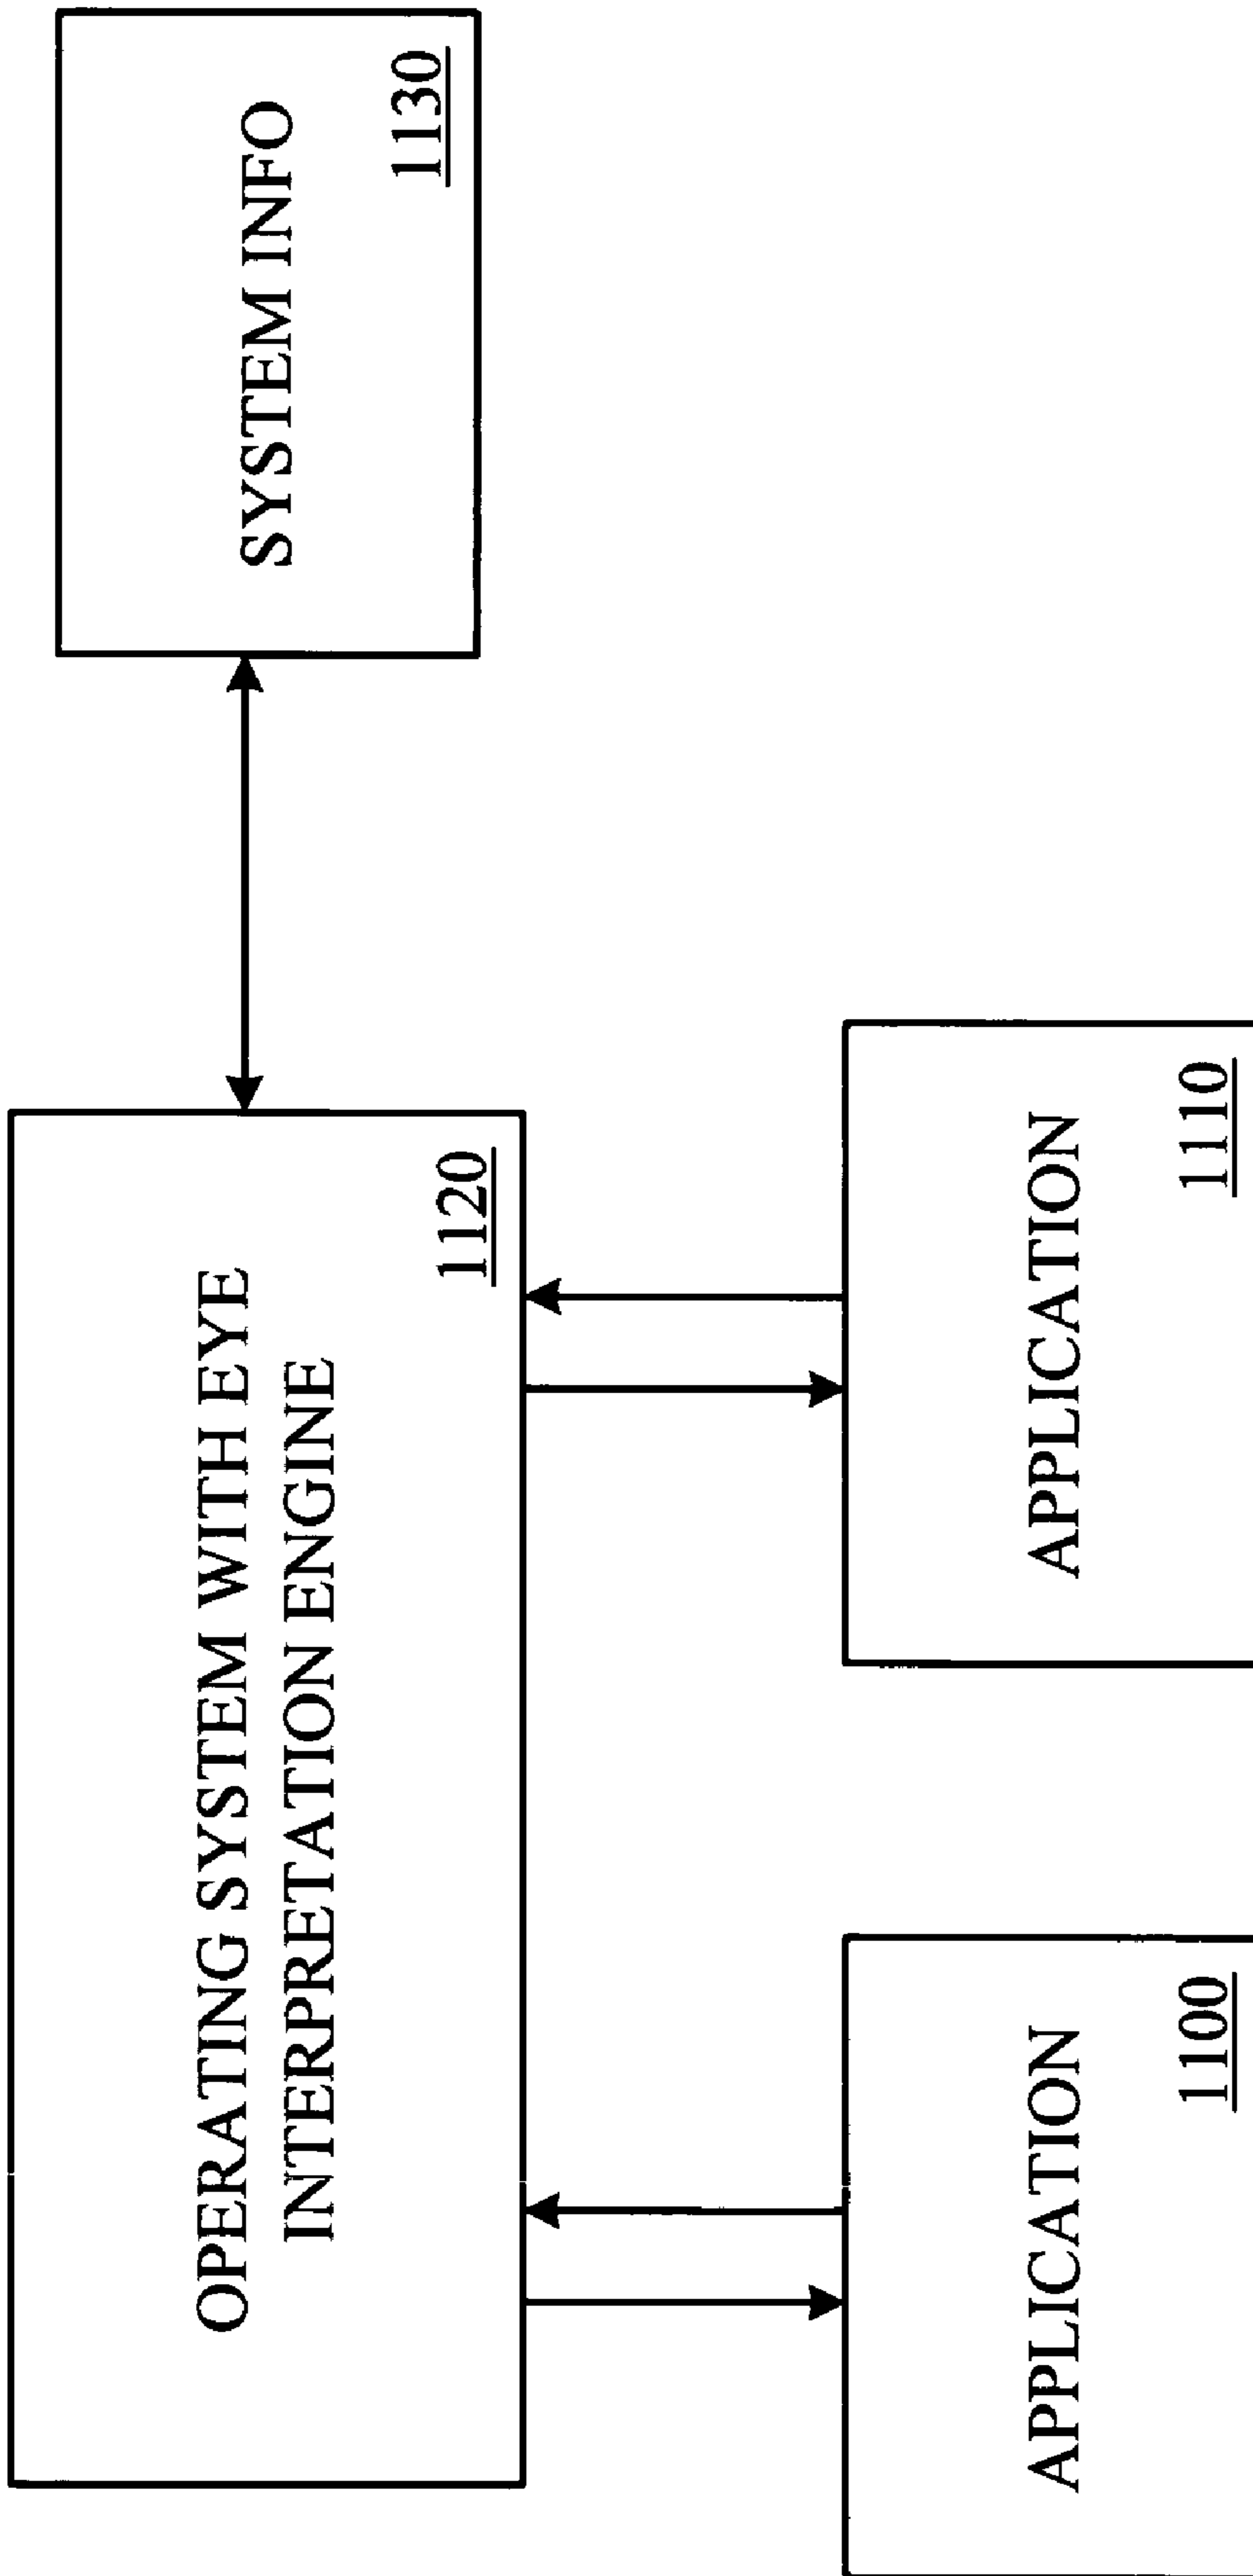 OPERATING SYSTEM WITH EYE
INTERPRETATION ENGINE
1120
SYSTEM INFO
1130
APPLICATION
1100
APPLICATION
1110